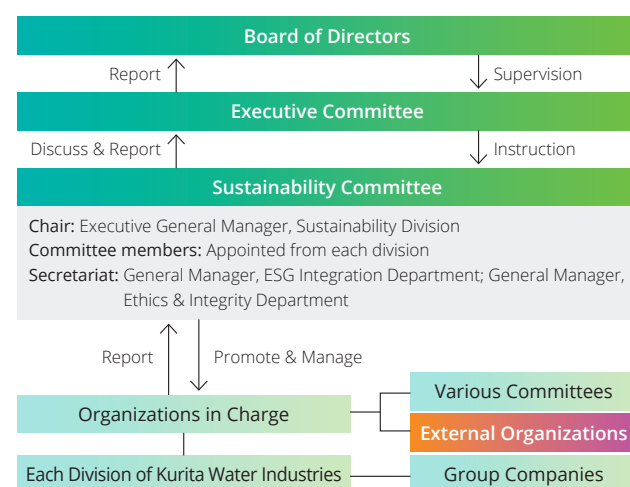 Board of Directors
Report
Supervision
Executive Committee
Discuss & Report
Instruction
Sustainability Committee
Chair: Executive General Manager, Sustainability Division
Committee members: Appointed from each division
Secretariat: General Manager, ESG Integration Department; General Manager,
Ethics & Integrity Department
Report
Promote & Manage
Organizations in Charge
Various Committees
External Organizations
Each Division of Kurita Water Industries
Group Companies